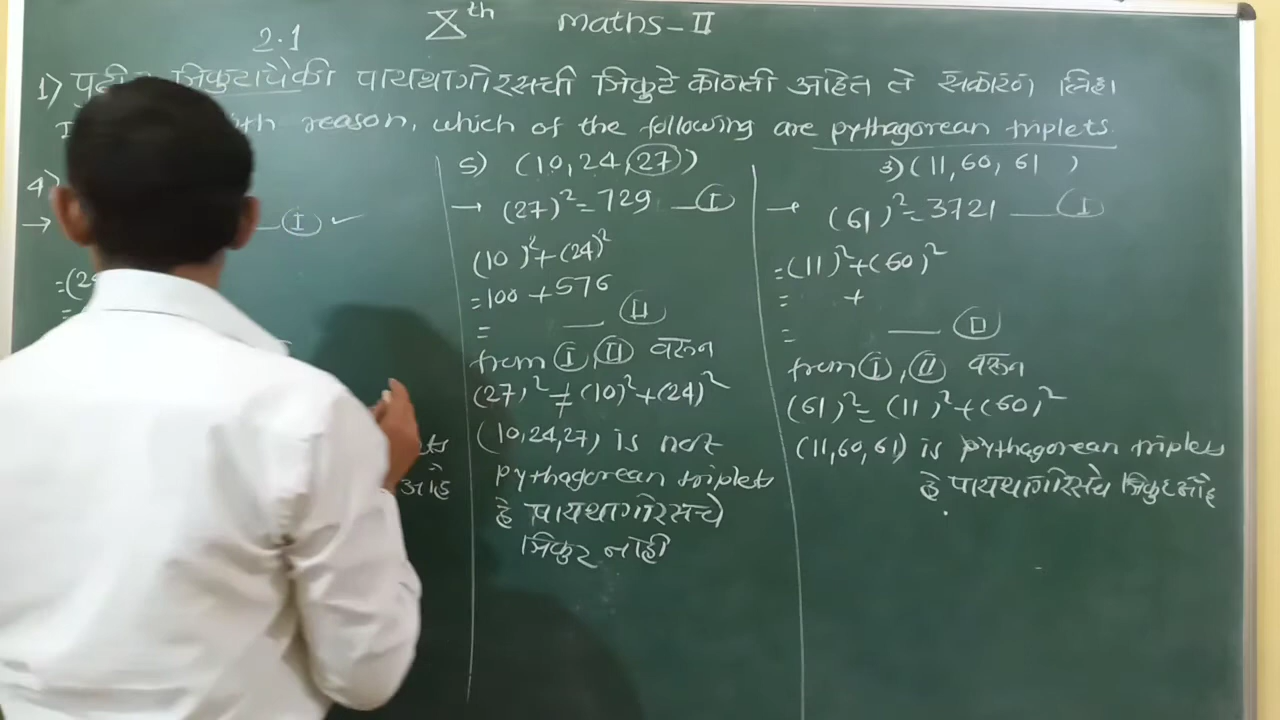 Xth maths-II
2.1
1) त्रिकुटांपैकी पायथागोरसची त्रिकुटे कोणती आहेत ते सकारण लिहा
reason, which of the following are pythagorean triplets.
4)
→ — I ✓
=
=
आहे
5) (10, 24, 27)
→ (27)² = 729 — I
(10)² + (24)²
= 100 + 576
= — II
from I, II वरून
(27)² ≠ (10)² + (24)²
(10,24,27) is not
pythagorean triplets
हे पायथागोरसचे
त्रिकुट नाही
3) (11, 60, 61 )
→ (61)² = 3721 — I
= (11)² + (60)²
= +
= — II
from I, II वरून
(61)² = (11)² + (60)²
(11,60,61) is pythagorean triplets
हे पायथागोरसचे त्रिकुट आहे